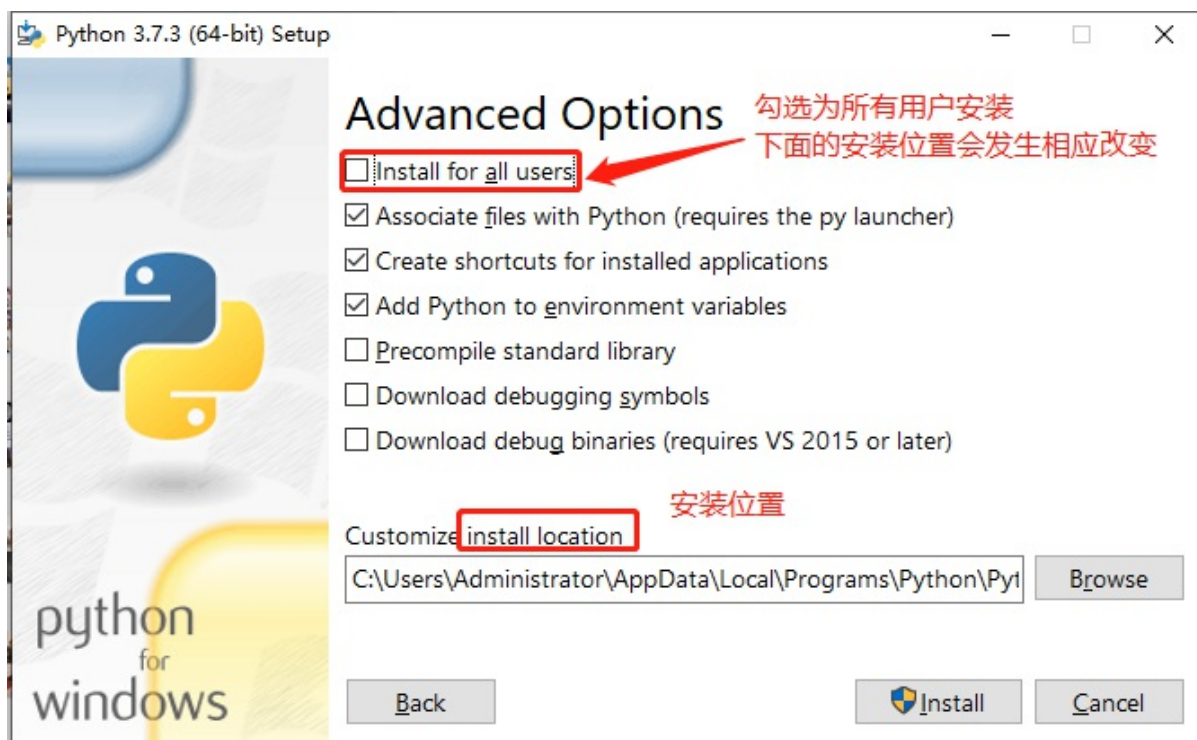 Python 3.7.3 (64-bit) Setup
Advanced Options
勾选为所有用户安装
下面的安装位置会发生相应改变
Install for all users
Associate files with Python (requires the py launcher)
Create shortcuts for installed applications
Add Python to environment variables
Precompile standard library
Download debugging symbols
Download debug binaries (requires VS 2015 or later)
安装位置
Customize install location
C:\Users\Administrator\AppData\Local\Programs\Python\Pyt
Browse
python
for
windows
Back
Install
Cancel